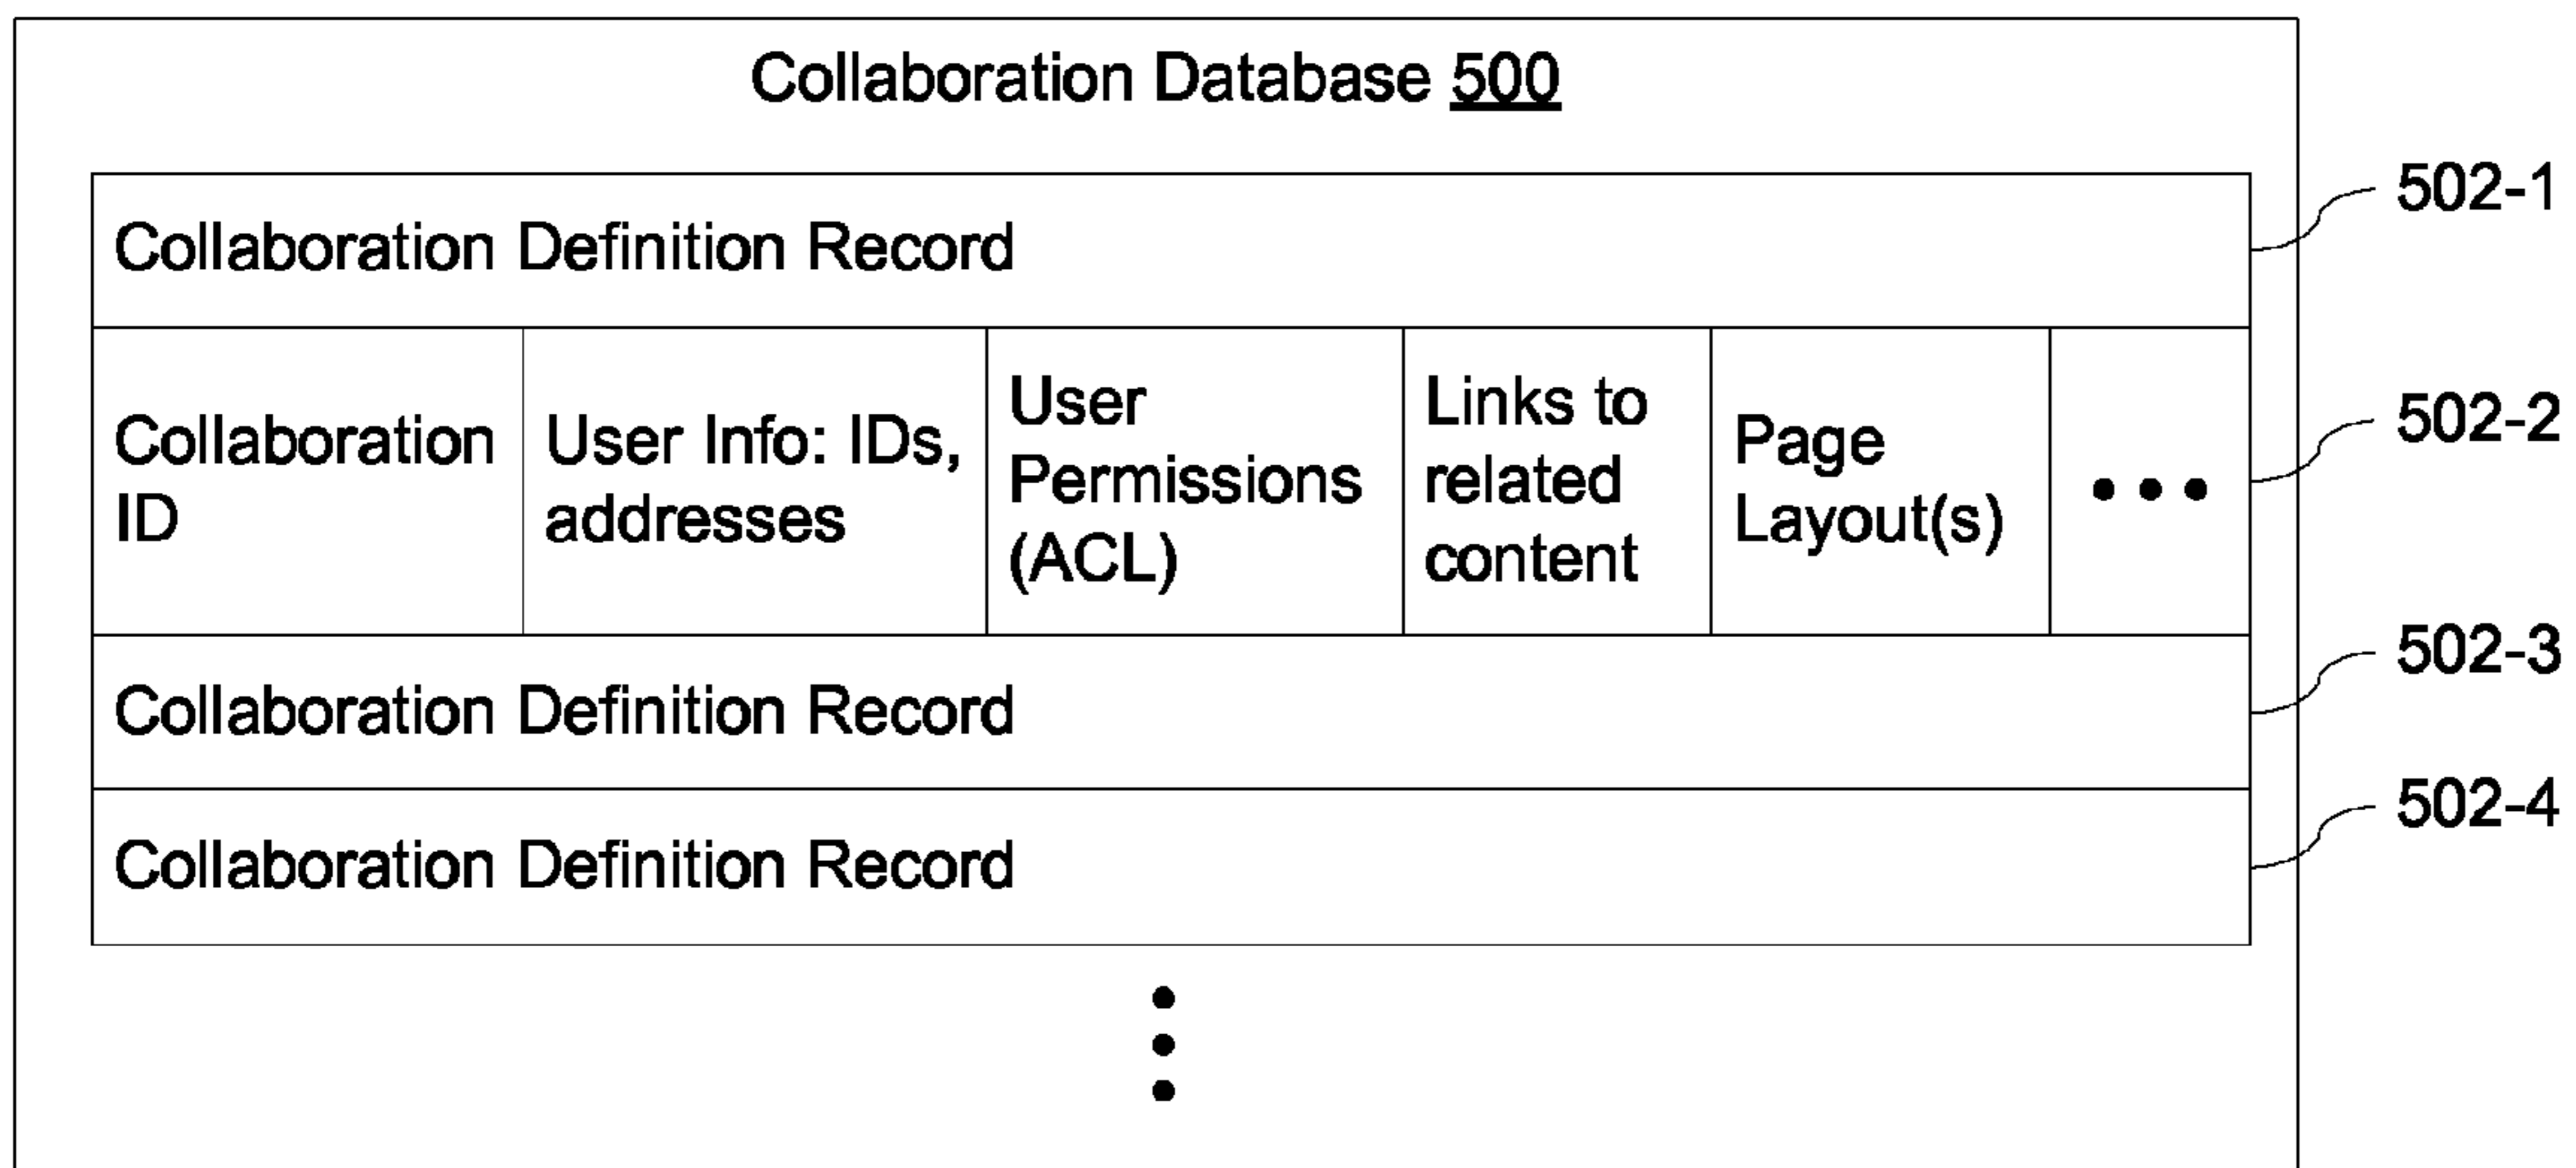 Collaboration Database 500
Collaboration Definition Record
502-1
Collaboration
ID
User Info: IDs,
addresses
User
Permissions
(ACL)
Links to
related
content
Page
Layout(s)
• • •
502-2
Collaboration Definition Record
502-3
Collaboration Definition Record
502-4